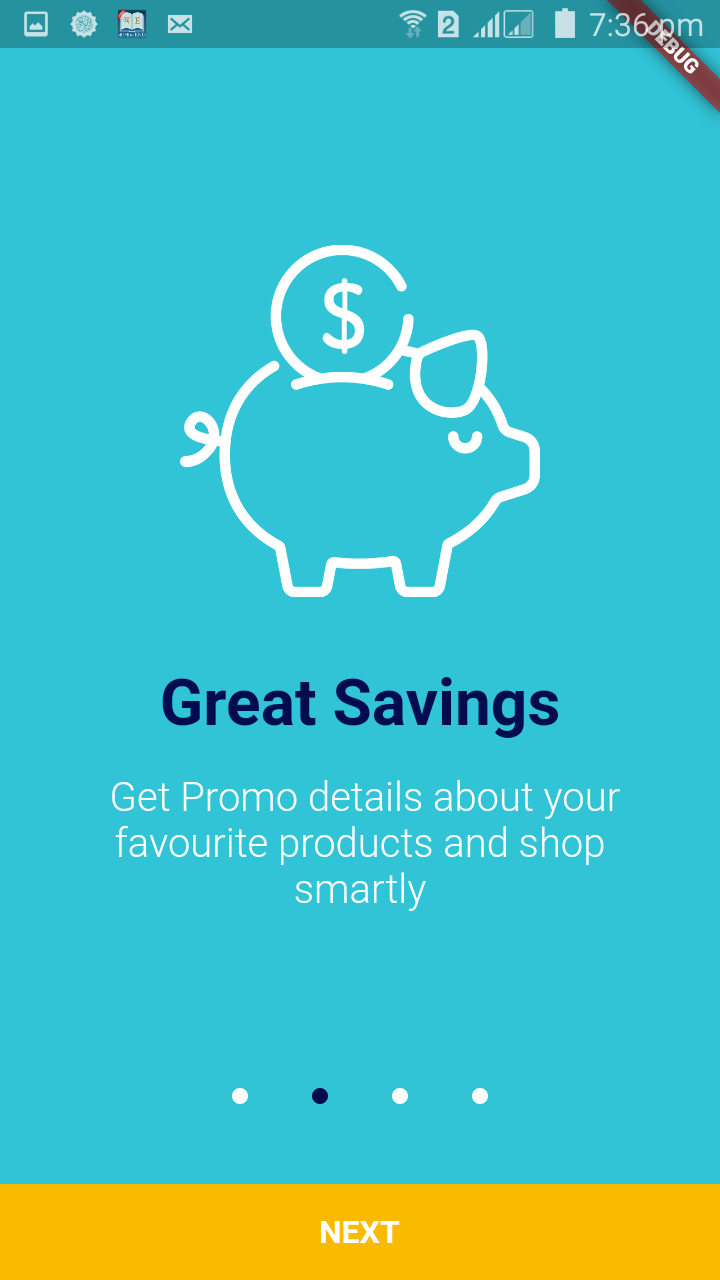 2
7:36 pm
DEBUG
$
Great Savings
Get Promo details about your
favourite products and shop
smartly
NEXT